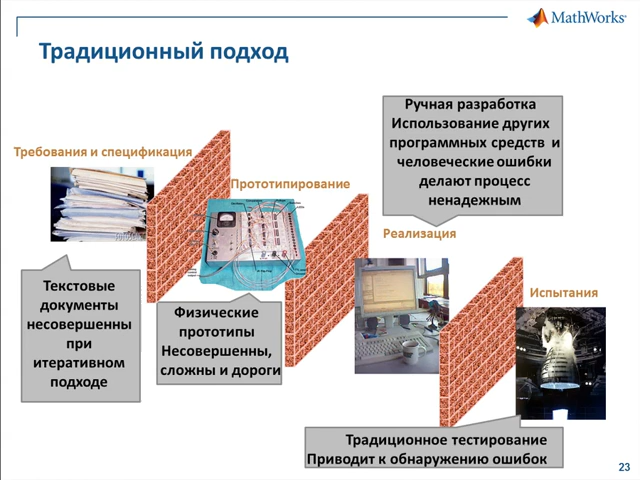 MathWorks
Традиционный подход
Требования и спецификация
Прототипирование
Ручная разработка
Использование других
программных средств и
человеческие ошибки
делают процесс
ненадежным
Реализация
Испытания
Текстовые
документы
несовершенны
при
итеративном
подходе
Физические
прототипы
Несовершенны,
сложны и дороги
Традиционное тестирование
Приводит к обнаружению ошибок
23